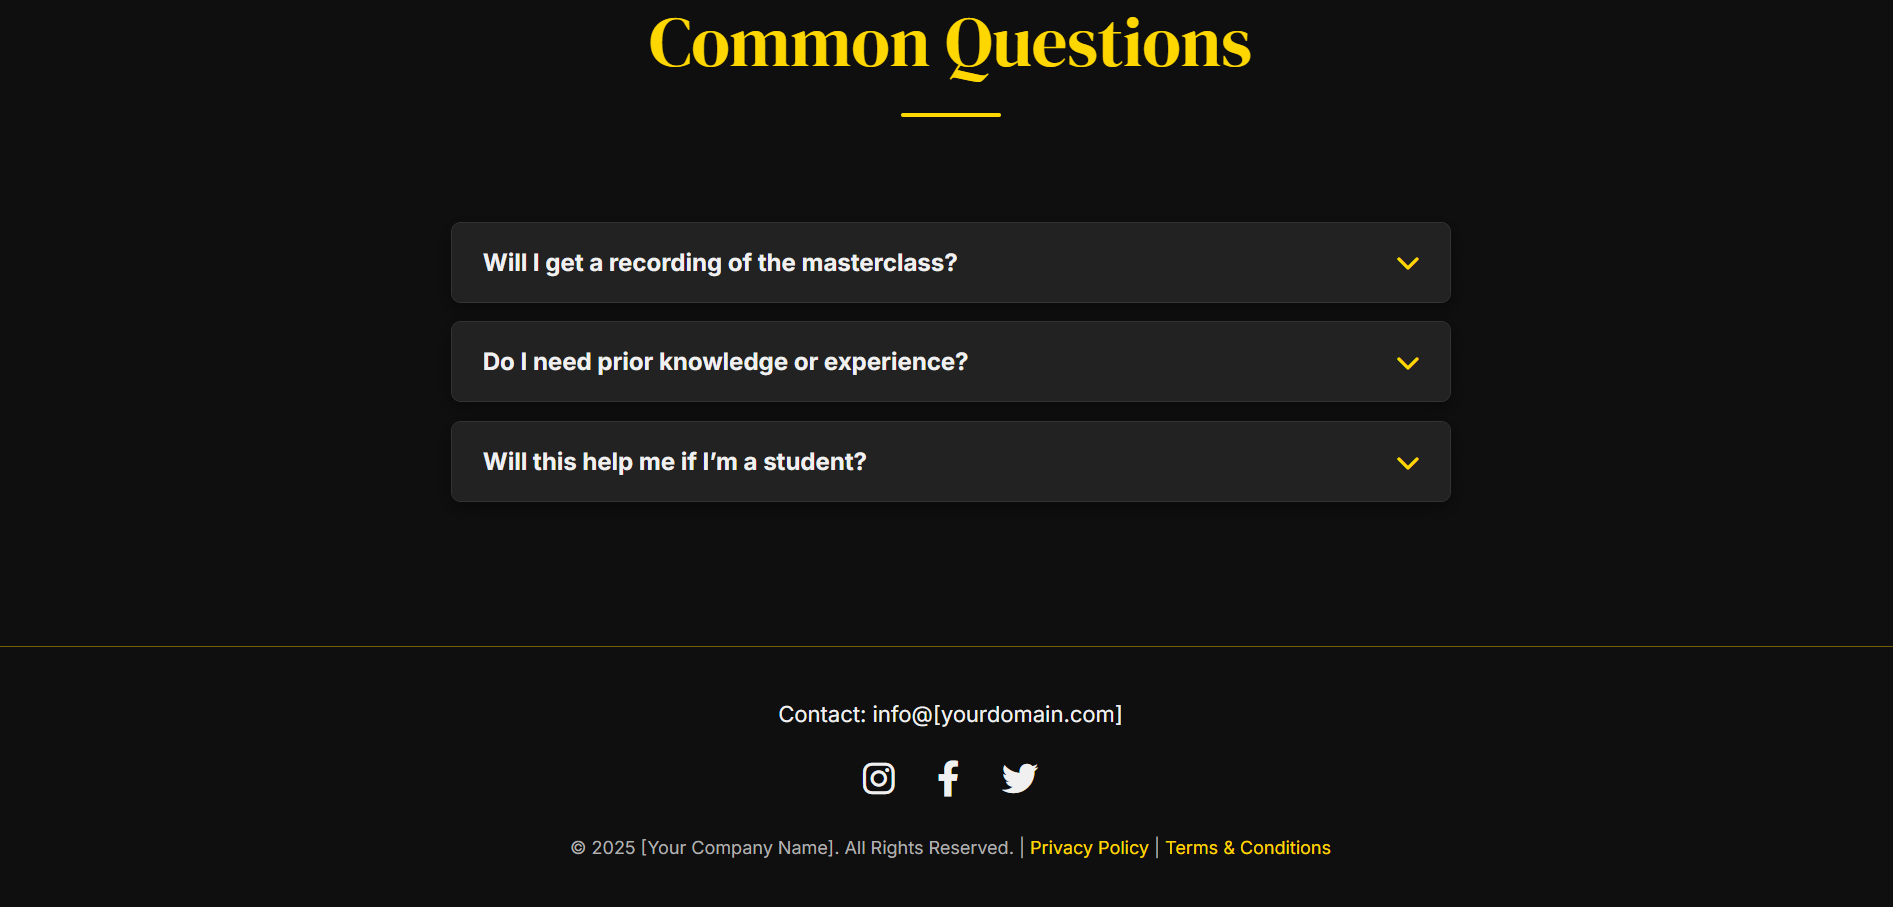 Common Questions
Will I get a recording of the masterclass?
Do I need prior knowledge or experience?
Will this help me if I’m a student?
Contact: info@[yourdomain.com]
© 2025 [Your Company Name]. All Rights Reserved. | Privacy Policy | Terms & Conditions